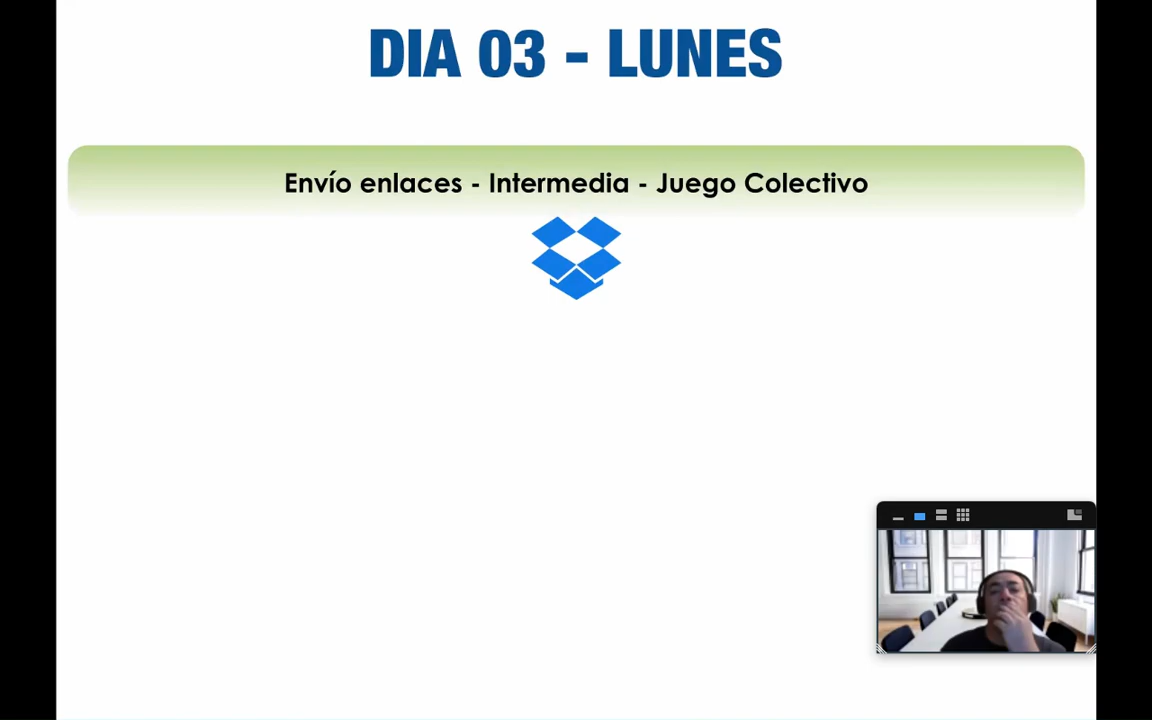 DIA 03 - LUNES
Envío enlaces - Intermedia - Juego Colectivo